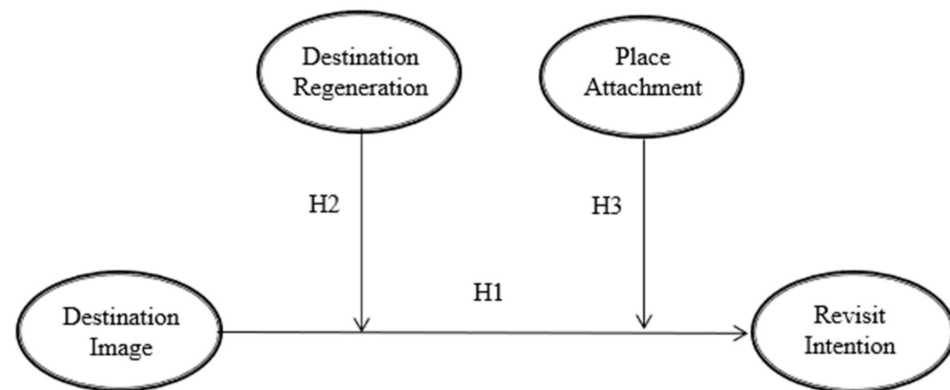 Destination
Regeneration
Place
Attachment
H2
H3
H1
Destination
Image
Revisit
Intention